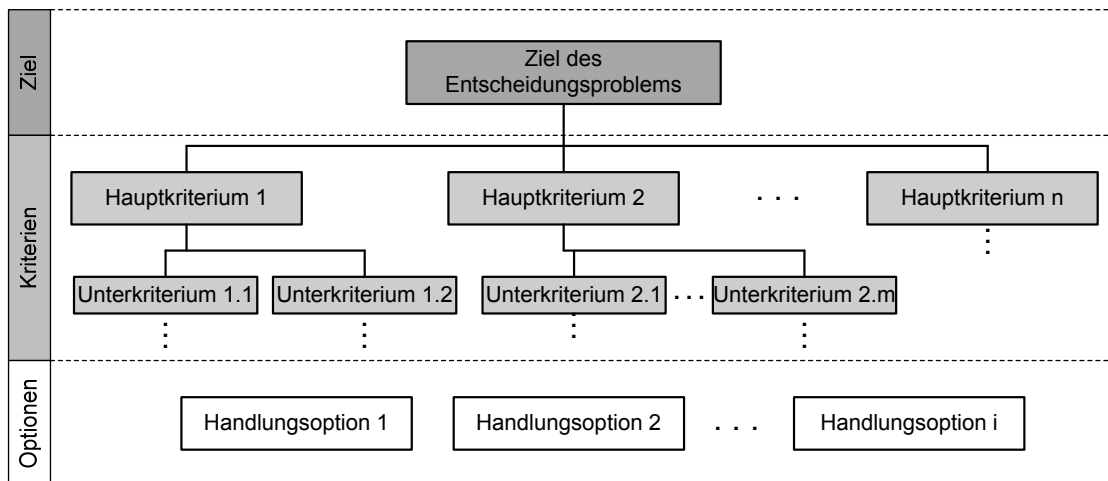 Ziel
Ziel des
Entscheidungsproblems
Kriterien
Hauptkriterium 1
Hauptkriterium 2
. . .
Hauptkriterium n
Unterkriterium 1.1
Unterkriterium 1.2
Unterkriterium 2.1
. . .
Unterkriterium 2.m
Optionen
Handlungsoption 1
Handlungsoption 2
. . .
Handlungsoption i